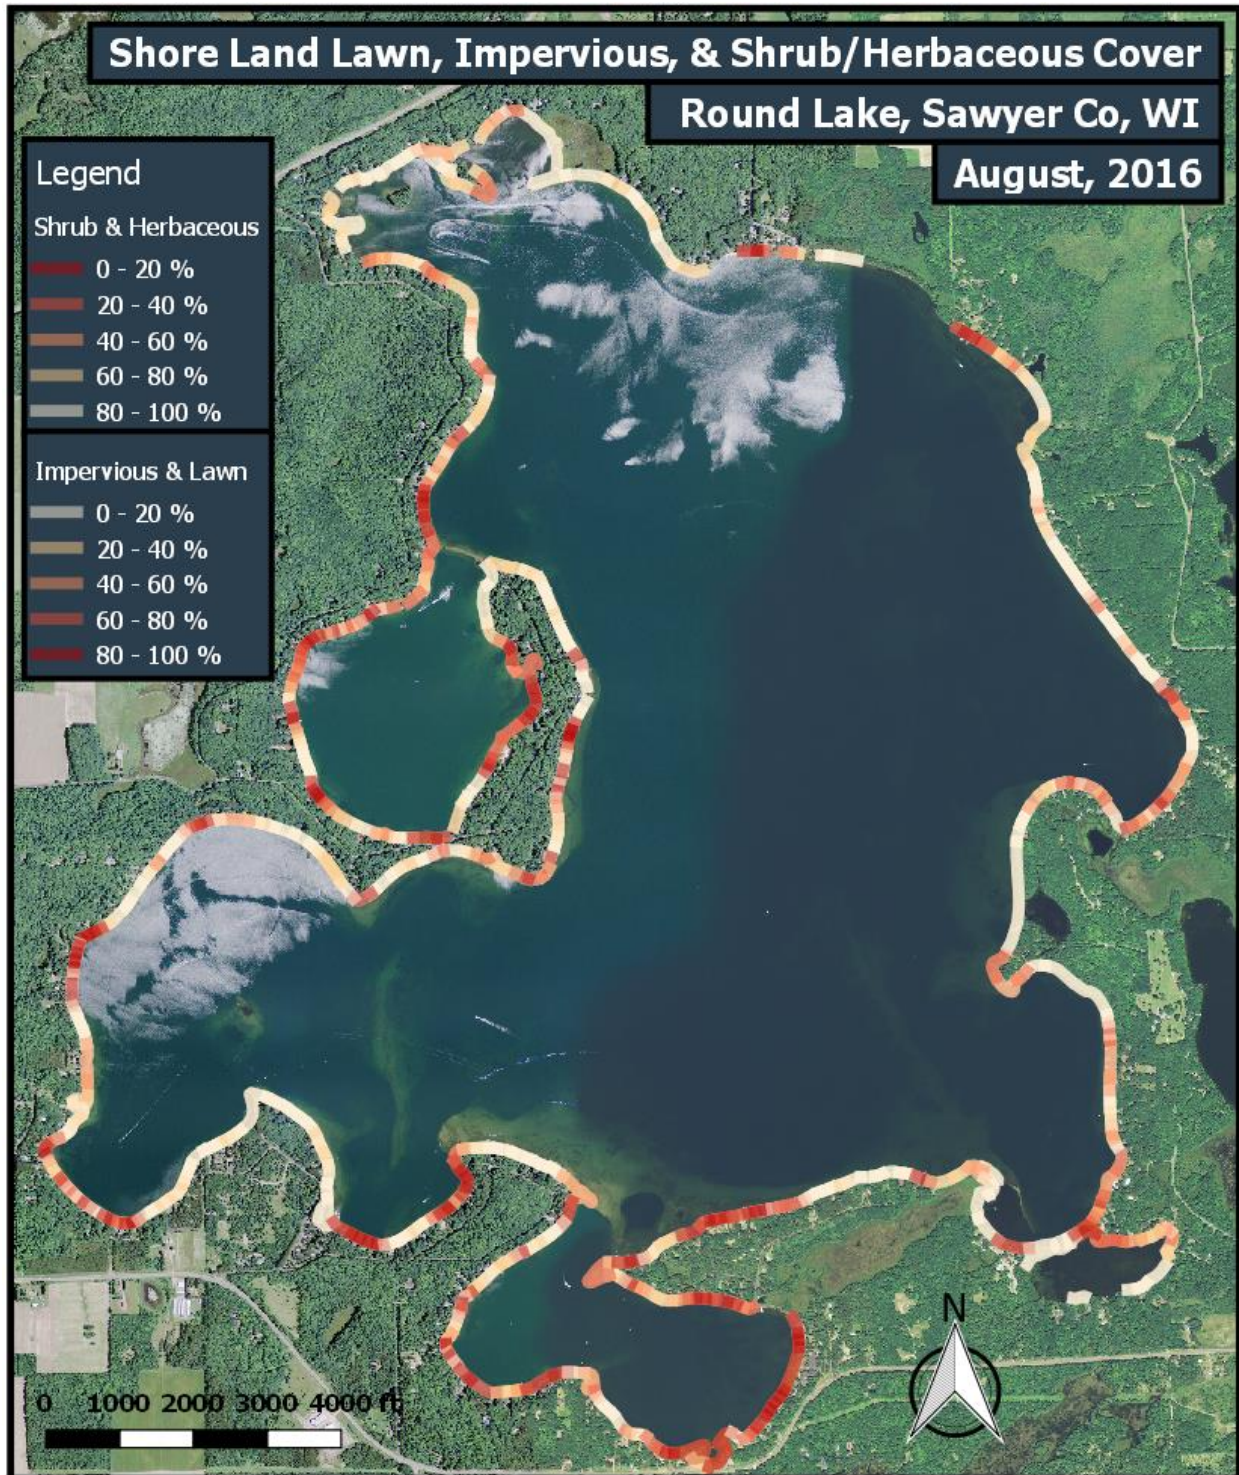 Shore Land Lawn, Impervious, & Shrub/Herbaceous Cover
Round Lake, Sawyer Co, WI
August, 2016
Legend
Shrub & Herbaceous
0 - 20 %
20 - 40 %
40 - 60 %
60 - 80 %
80 - 100 %
Impervious & Lawn
0 - 20 %
20 - 40 %
40 - 60 %
60 - 80 %
80 - 100 %
N
0 1000 2000 3000 4000 ft